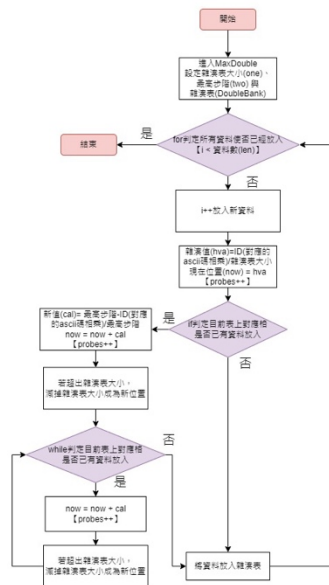 開始
進入MaxDouble
設定雜湊表大小(one)、
最高步階(two) 與
雜湊表(DoubleBank)
for判定所有資料使否已經放入
【i < 資料數(len)】
是
結束
否
i++放入新資料
雜湊值(hva)=ID(對應的
ascii碼相乘)/雜湊表大小
現在位置(now) = hva
【probes++】
if判定目前表上對應相
是否已有資料放入
是
否
新值(cal)= 最高步階-ID(對應
的ascii碼相乘)/最高步階
now = now + cal
【probes++】
若超出雜湊表大小，
減掉雜湊表大小成為新位置
while判定目前表上對應相
是否已有資料放入
否
是
now = now + cal
【probes++】
若超出雜湊表大小，
減掉雜湊表大小成為新位置
將資料放入雜湊表